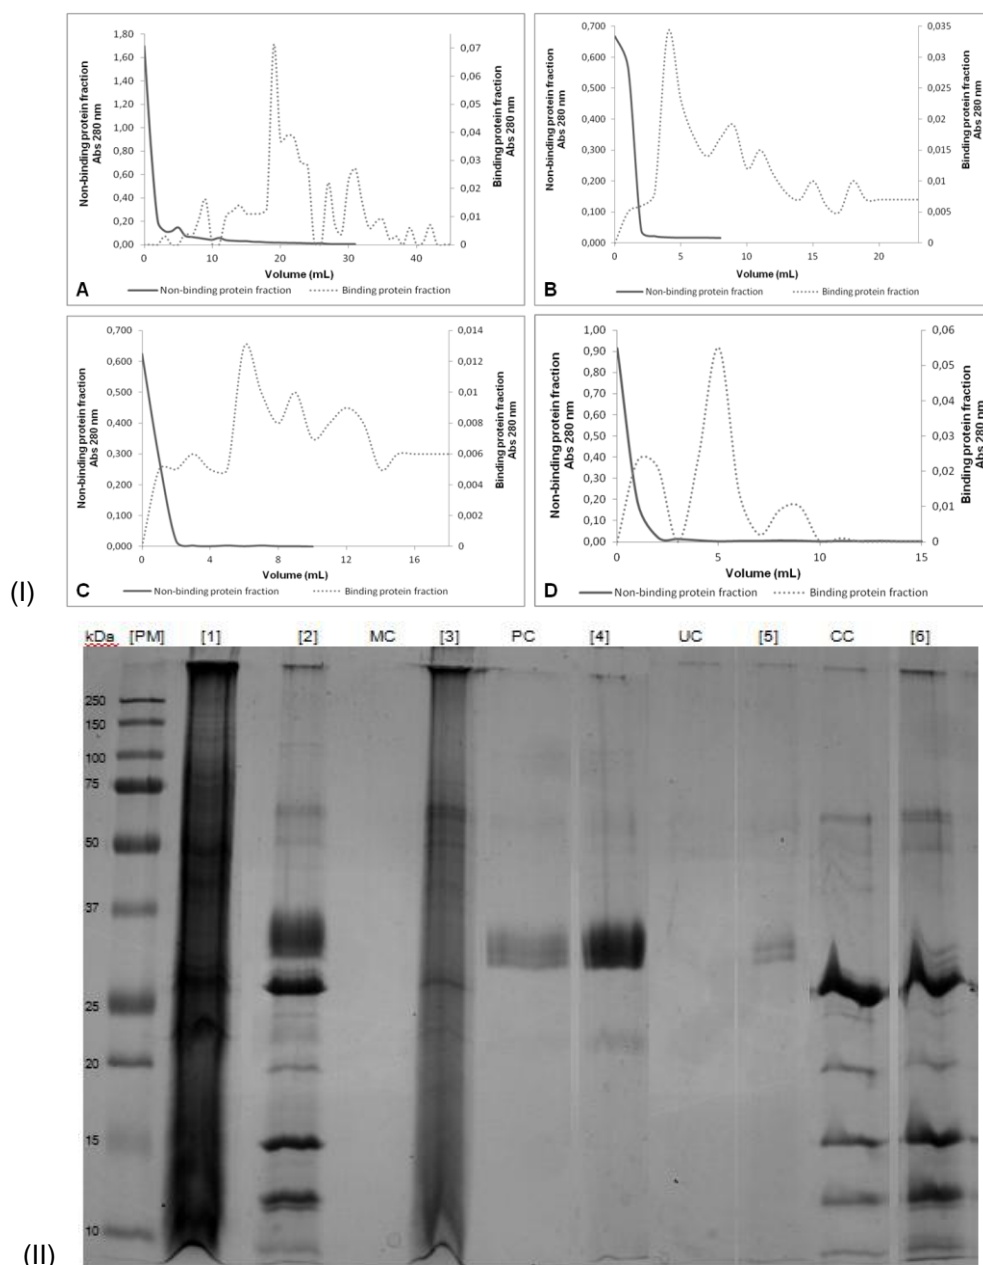 Non-binding protein fraction
Abs 280 nm
1,80
1,60
1,40
1,20
1,00
0,80
0,60
0,40
0,20
0,00
0,07
0,06
0,05
0,04
0,03
0,02
0,01
0
Binding protein fraction
Abs 280 nm
0 10 20 30 40
Volume (mL)
A
Non-binding protein fraction Binding protein fraction
Non-binding protein fraction
Abs 280 nm
0,700
0,600
0,500
0,400
0,300
0,200
0,100
0,000
0,035
0,030
0,025
0,020
0,015
0,010
0,005
0
Binding protein fraction
Abs 280 nm
0 5 10 15 20
Volume (mL)
B
Non-binding protein fraction Binding protein fraction
Non-binding protein fraction
Abs 280 nm
0,700
0,600
0,500
0,400
0,300
0,200
0,100
0,000
0,014
0,012
0,010
0,008
0,006
0,004
0,002
0
Binding protein fraction
Abs 280 nm
0 4 8 12 16
Volume (mL)
C
Non-binding protein fraction Binding protein fraction
Non-binding protein fraction
Abs 280 nm
1,00
0,90
0,80
0,70
0,60
0,50
0,40
0,30
0,20
0,10
0,00
0,06
0,05
0,04
0,03
0,02
0,01
0
Binding protein fraction
Abs 280 nm
0 5 10 15
Volume (mL)
D
Non-binding protein fraction Binding protein fraction
(I)
kDa [PM] [1] [2] MC [3] PC [4] UC [5] CC [6]
250
150
100
75
50
37
25
20
15
10
(II)